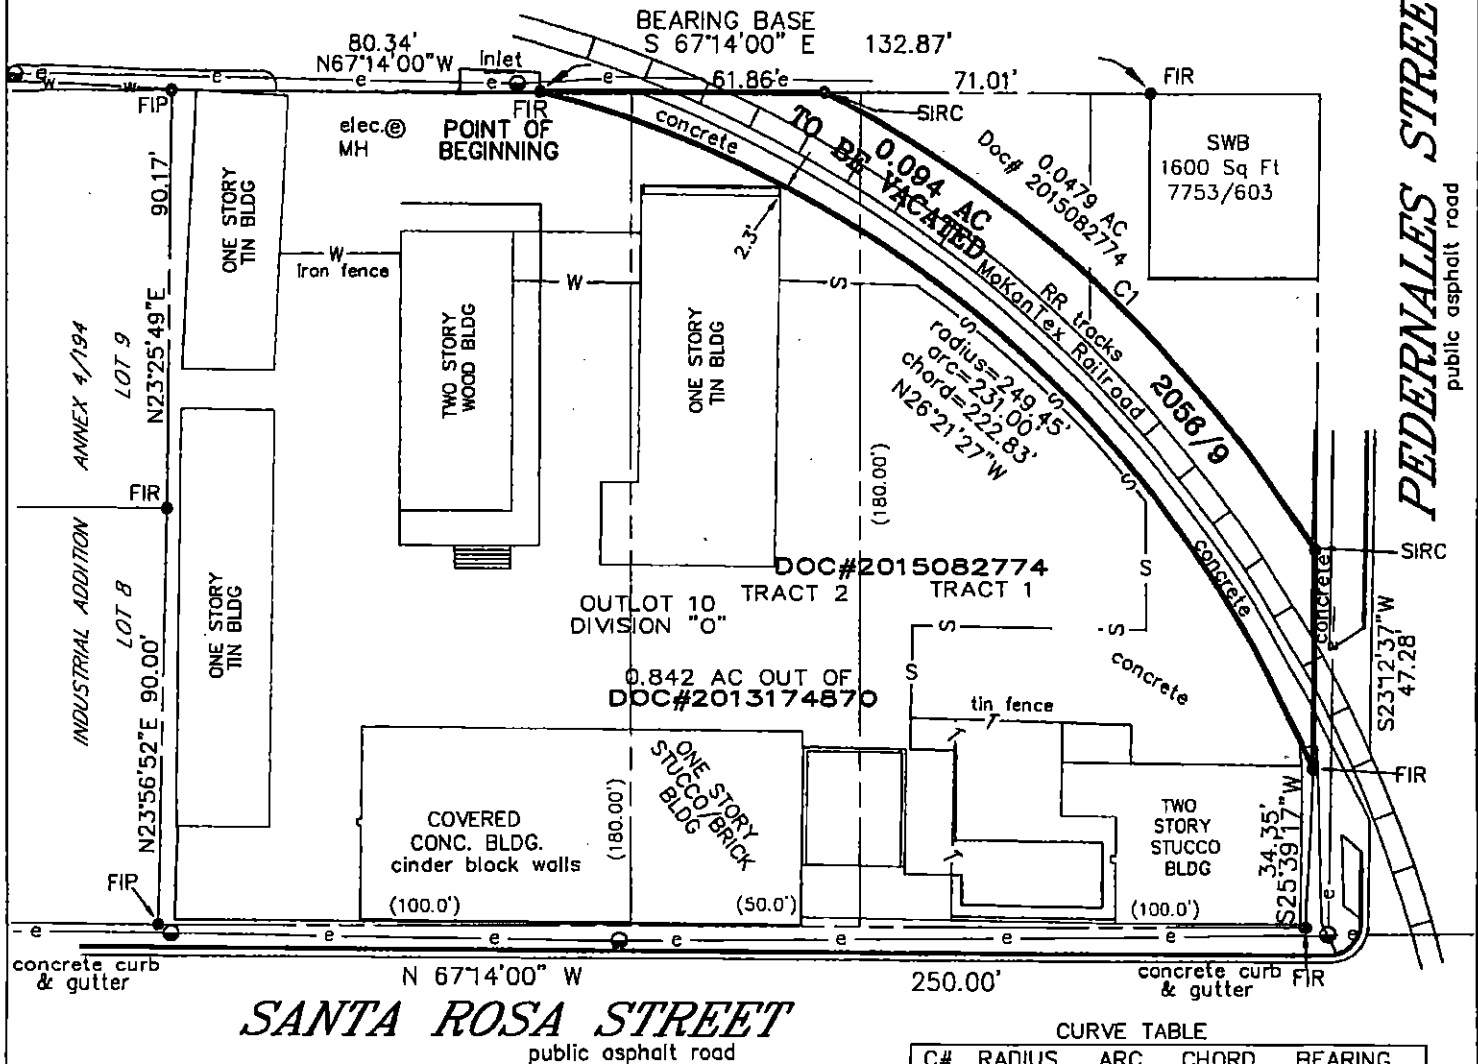 BEARING BASE
S 67°14'00" E 132.87'
80.34'
N67°14'00"W
Inlet
61.86'
71.01'
FIR
e e e e e
w w
FIP
FIR
SIRC
elec.
MH
e
POINT OF
BEGINNING
concrete
TO BE VACATED
0.094 AC
0.0479 AC
Doc# 2015082774
SWB
1600 Sq Ft
7753/603
PEDERNALES STREE
public asphalt road
90.17'
N23°25'49"E
ONE STORY
TIN BLDG
W
Iron fence
W
2.3'
S
C1
RR tracks
MoKanTex Railroad
2056/9
ANNEX 4/194
LOT 9
TWO STORY
WOOD BLDG
ONE STORY
TIN BLDG
radius=249.45'
arc=231.00'
chord=222.83'
N26°21'27"W
S
S
S
S
(180.00')
FIR
INDUSTRIAL ADDITION
LOT 8
N23°56'52"E 90.00'
ONE STORY
TIN BLDG
DOC#2015082774
TRACT 2 TRACT 1
OUTLOT 10
DIVISION "O"
S
S
S
S
concrete
concrete
concrete
SIRC
e
S23°12'37"W
47.28'
0.842 AC OUT OF
DOC#2013174870
tin fence
T
T
T
FIR
COVERED
CONC. BLDG.
cinder block walls
(180.00')
ONE STORY
STUCCO/BRICK
BLDG
TWO
STORY
STUCCO
BLDG
34.35'
S25°39'17"W
e
FIP
(100.0')
(50.0')
(100.0')
e e e e e e e e
concrete curb
& gutter
N 67°14'00" W
250.00'
concrete curb
& gutter
FIR
SANTA ROSA STREET
public asphalt road
CURVE TABLE
C# RADIUS ARC CHORD BEARING